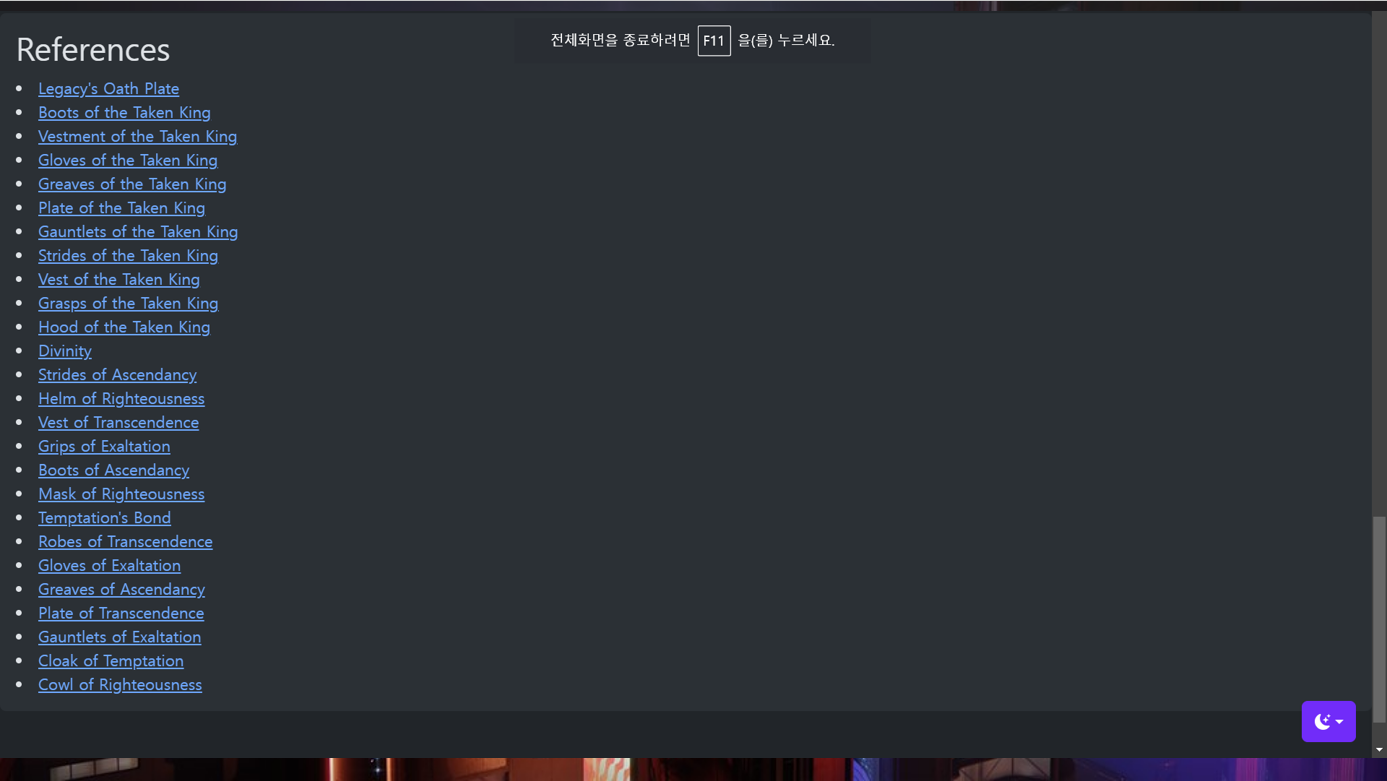 References
전체화면을 종료하려면 F11 을(를) 누르세요.
Legacy's Oath Plate
Boots of the Taken King
Vestment of the Taken King
Gloves of the Taken King
Greaves of the Taken King
Plate of the Taken King
Gauntlets of the Taken King
Strides of the Taken King
Vest of the Taken King
Grasps of the Taken King
Hood of the Taken King
Divinity
Strides of Ascendancy
Helm of Righteousness
Vest of Transcendence
Grips of Exaltation
Boots of Ascendancy
Mask of Righteousness
Temptation's Bond
Robes of Transcendence
Gloves of Exaltation
Greaves of Ascendancy
Plate of Transcendence
Gauntlets of Exaltation
Cloak of Temptation
Cowl of Righteousness